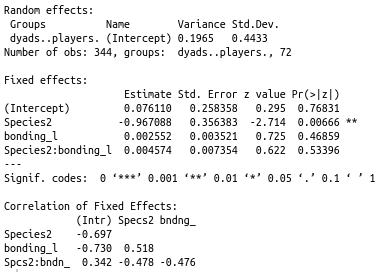 Random effects:
Groups Name Variance Std.Dev.
dyads..players. (Intercept) 0.1965 0.4433
Number of obs: 344, groups: dyads..players., 72
Fixed effects:
Estimate Std. Error z value Pr(>|z|)
(Intercept) 0.076110 0.258358 0.295 0.76831
Species2 -0.967088 0.356383 -2.714 0.00666 **
bonding_l 0.002552 0.003521 0.725 0.46859
Species2:bonding_l 0.004574 0.007354 0.622 0.53396
---
Signif. codes: 0 ‘***’ 0.001 ‘**’ 0.01 ‘*’ 0.05 ‘.’ 0.1 ‘ ’ 1
Correlation of Fixed Effects:
(Intr) Specs2 bndng_
Species2 -0.697
bonding_l -0.730 0.518
Spcs2:bndn_ 0.342 -0.478 -0.476